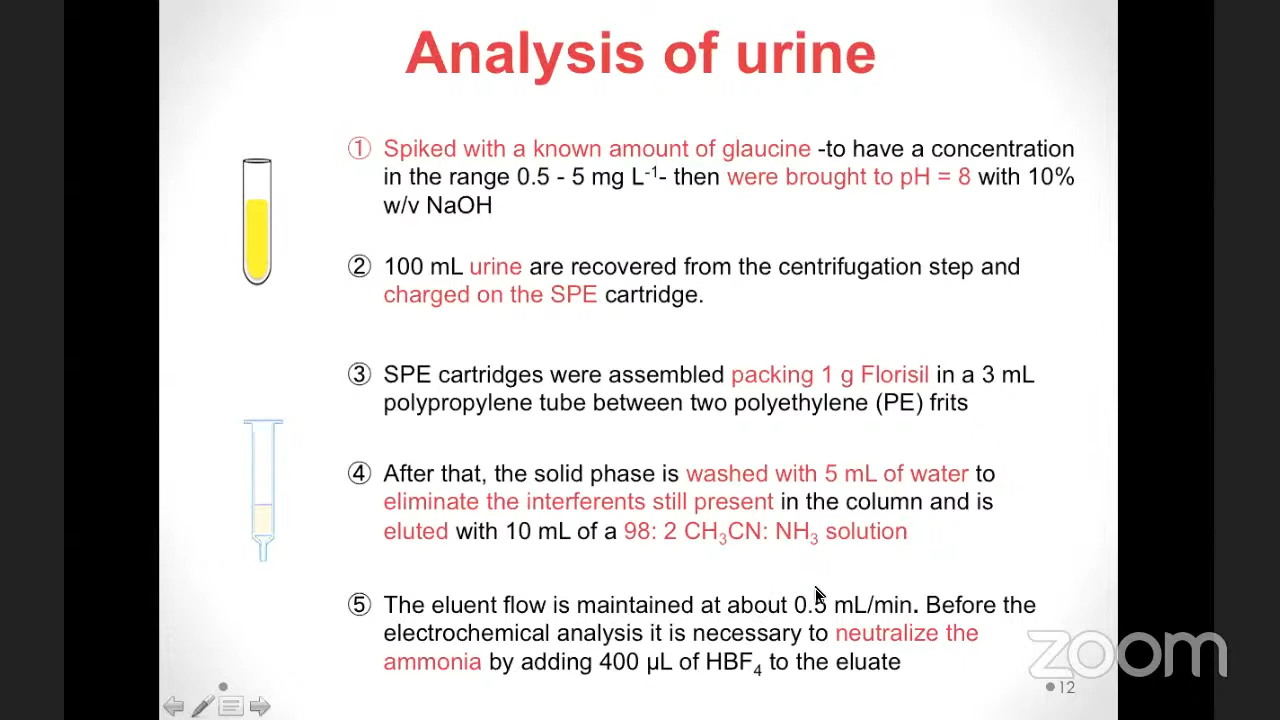 Analysis of urine
① Spiked with a known amount of glaucine -to have a concentration
in the range 0.5 - 5 mg L⁻¹- then were brought to pH = 8 with 10%
w/v NaOH
② 100 mL urine are recovered from the centrifugation step and
charged on the SPE cartridge.
③ SPE cartridges were assembled packing 1 g Florisil in a 3 mL
polypropylene tube between two polyethylene (PE) frits
④ After that, the solid phase is washed with 5 mL of water to
eliminate the interferents still present in the column and is
eluted with 10 mL of a 98: 2 CH₃CN: NH₃ solution
⑤ The eluent flow is maintained at about 0.5 mL/min. Before the
electrochemical analysis it is necessary to neutralize the
ammonia by adding 400 µL of HBF₄ to the eluate
zoom
12